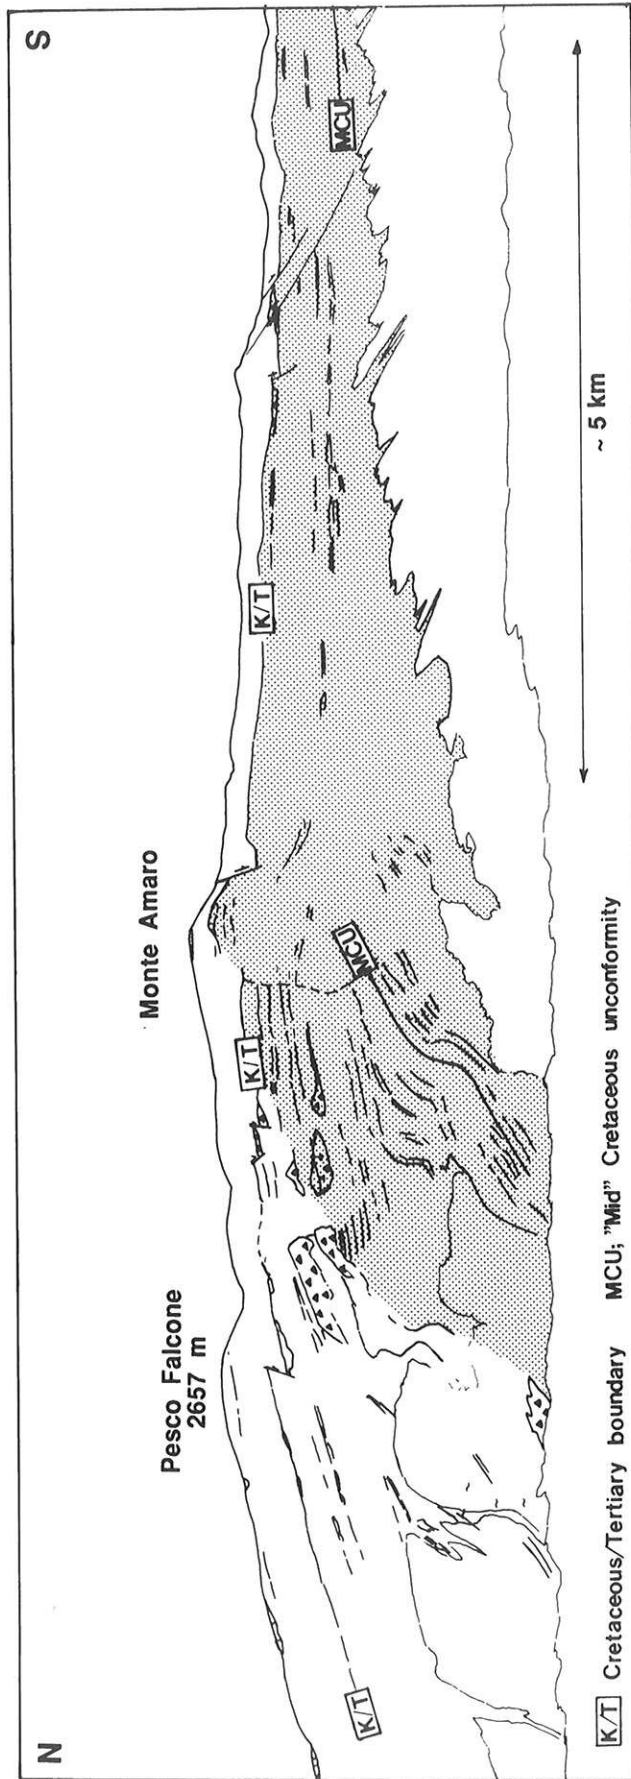 N
S
Monte Amaro
Pesco Falcone
2657 m
K/T
K/T
K/T
MCU
MCU
~ 5 km
K/T Cretaceous/Tertiary boundary MCU; "Mid" Cretaceous unconformity